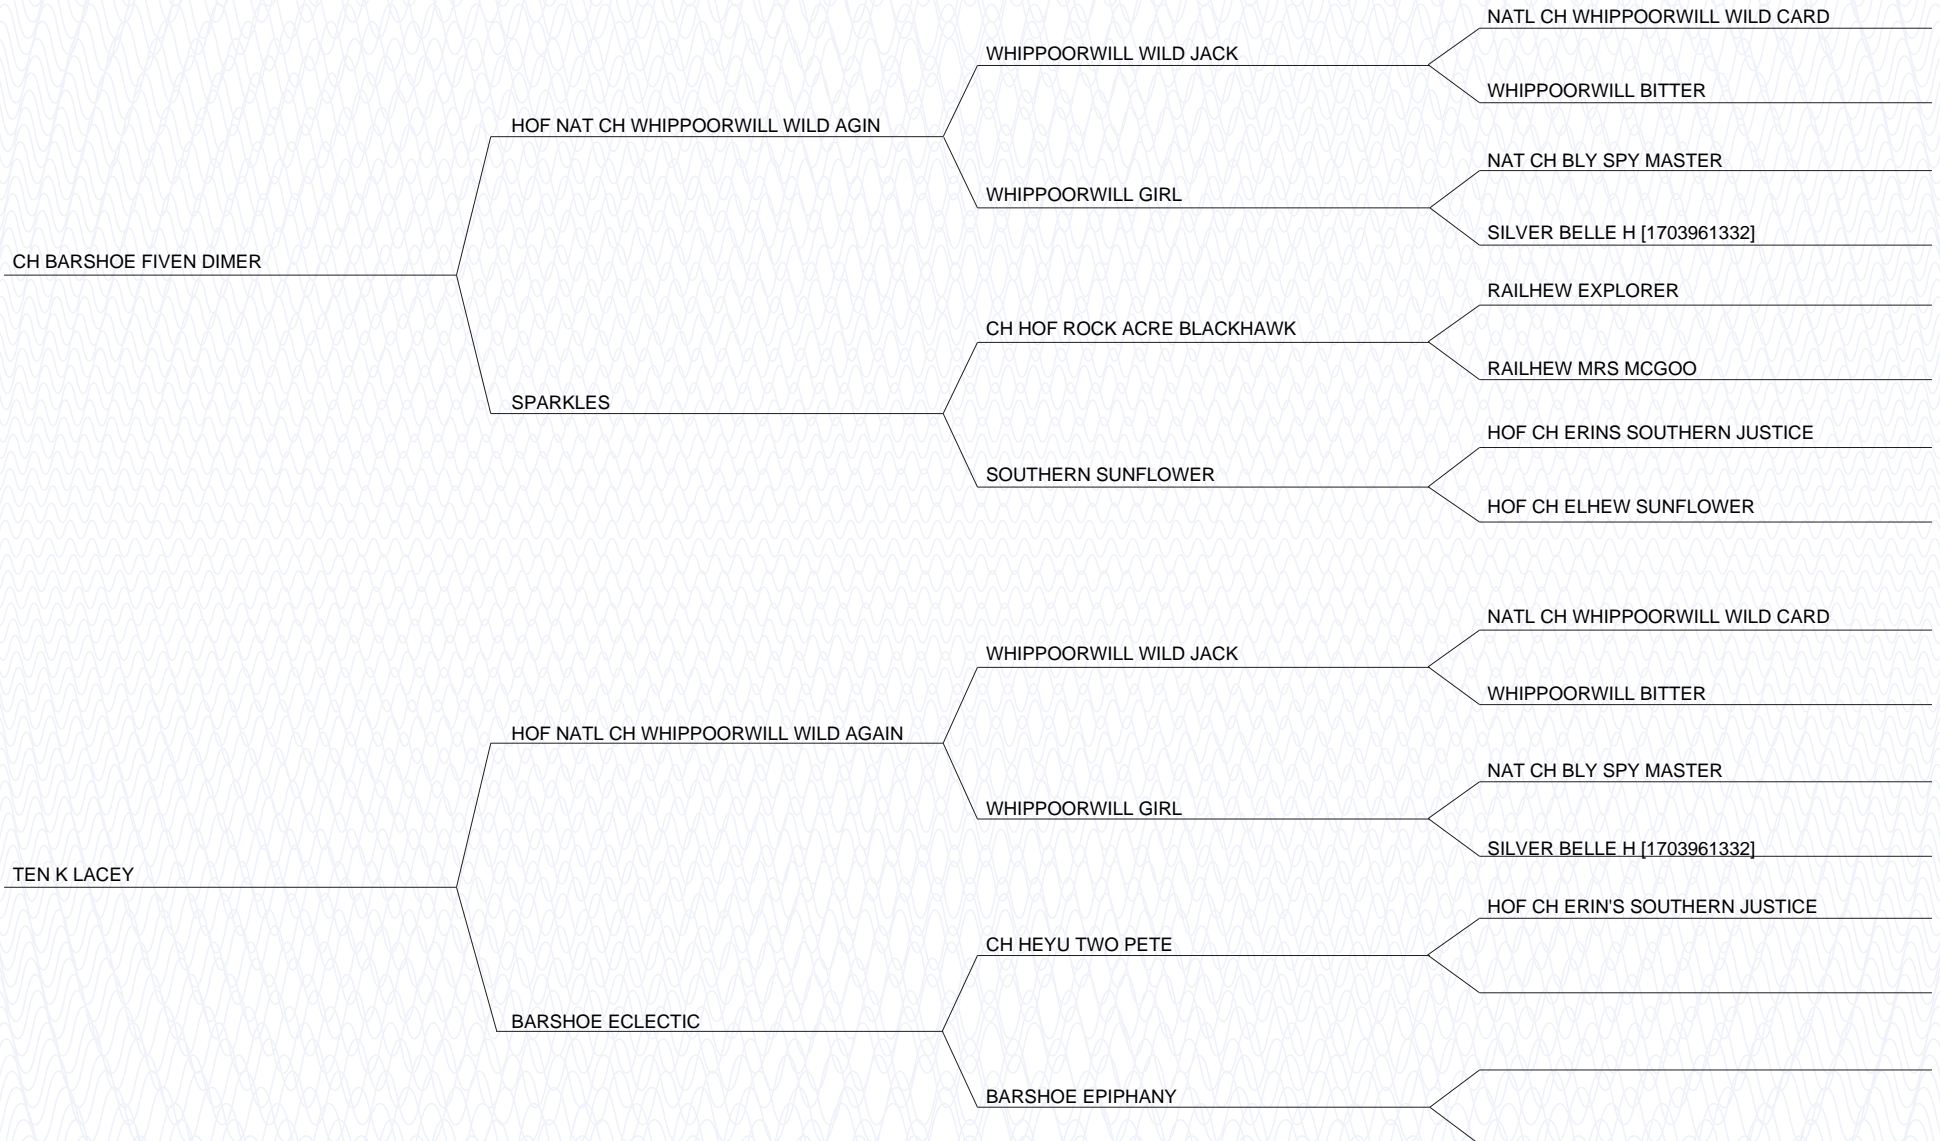 NATL CH WHIPPOORWILL WILD CARD
WHIPPOORWILL WILD JACK
WHIPPOORWILL BITTER
HOF NAT CH WHIPPOORWILL WILD AGIN
NAT CH BLY SPY MASTER
WHIPPOORWILL GIRL
SILVER BELLE H [1703961332]
CH BARSHOE FIVEN DIMER
RAILHEW EXPLORER
CH HOF ROCK ACRE BLACKHAWK
RAILHEW MRS MCGOO
SPARKLES
HOF CH ERINS SOUTHERN JUSTICE
SOUTHERN SUNFLOWER
HOF CH ELHEW SUNFLOWER
NATL CH WHIPPOORWILL WILD CARD
WHIPPOORWILL WILD JACK
WHIPPOORWILL BITTER
HOF NATL CH WHIPPOORWILL WILD AGAIN
NAT CH BLY SPY MASTER
WHIPPOORWILL GIRL
SILVER BELLE H [1703961332]
TEN K LACEY
HOF CH ERIN'S SOUTHERN JUSTICE
CH HEYU TWO PETE
BARSHOE ECLECTIC
BARSHOE EPIPHANY